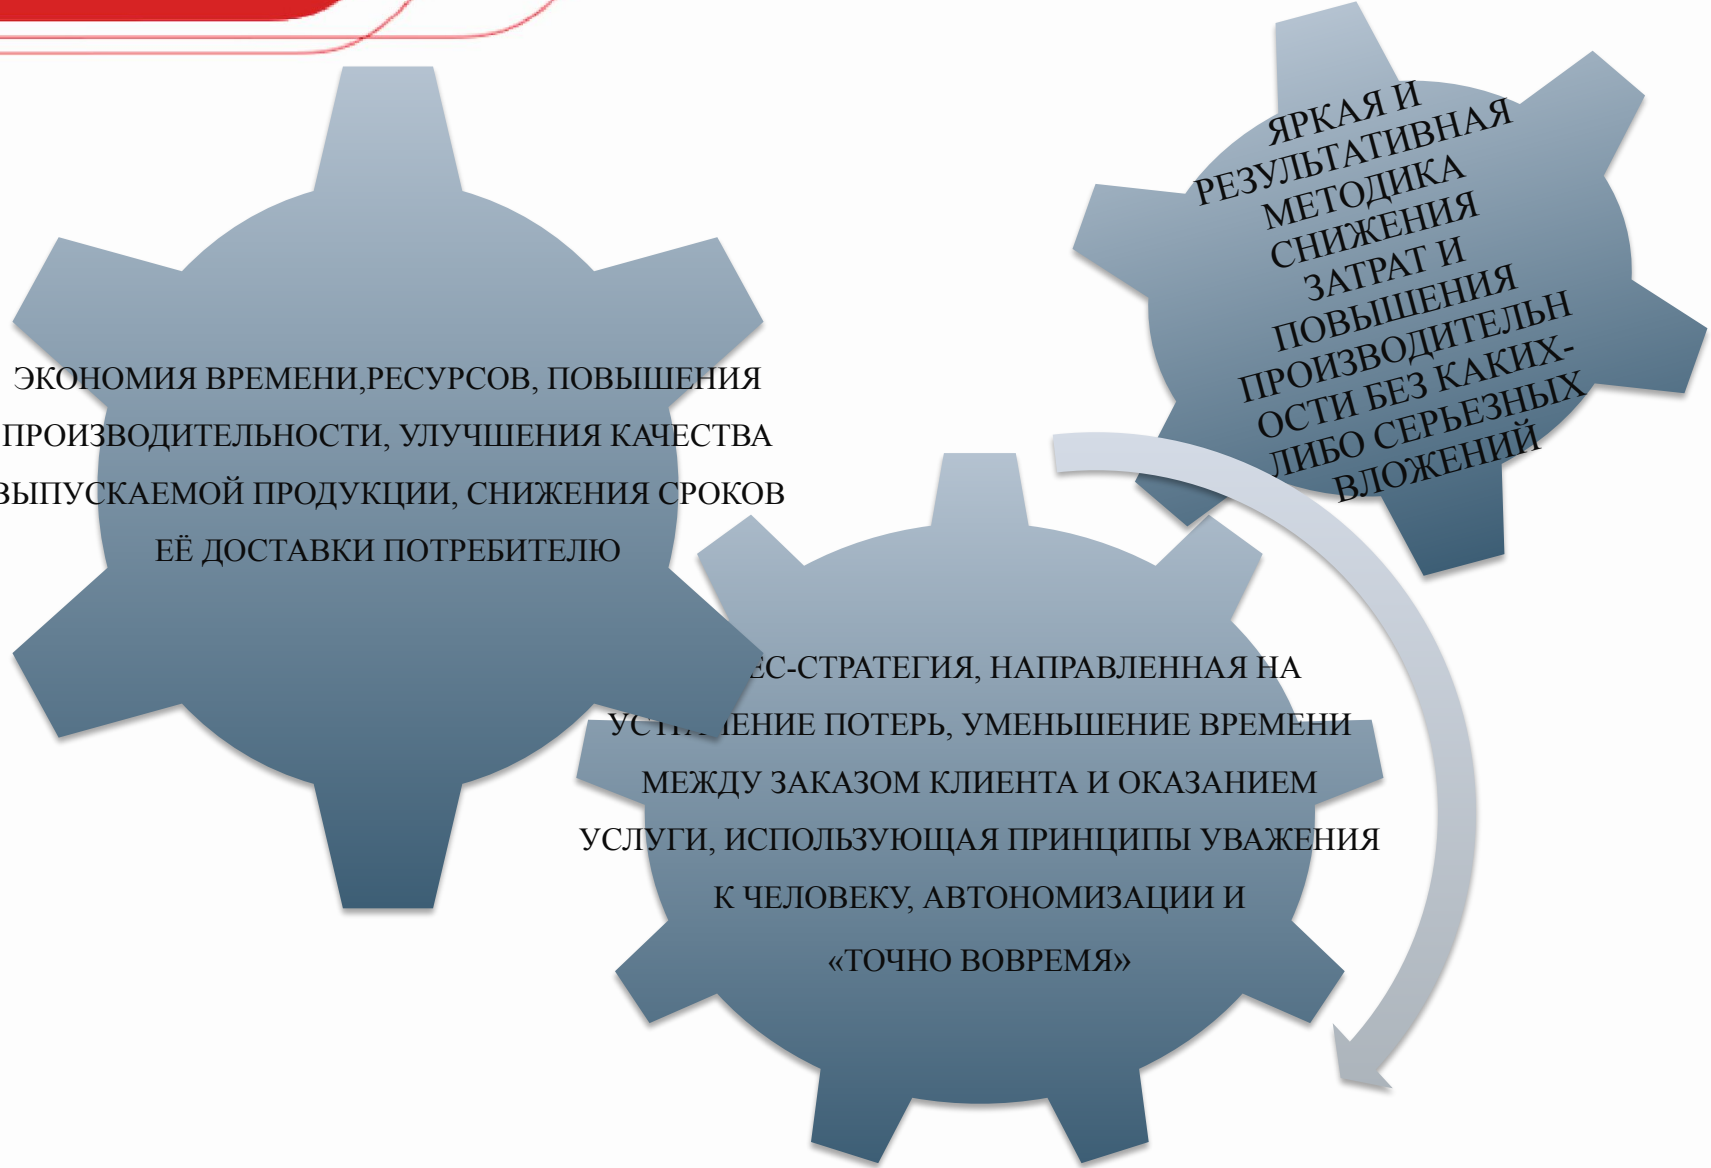 ЯРКАЯ И
РЕЗУЛЬТАТИВНАЯ
МЕТОДИКА
СНИЖЕНИЯ
ЗАТРАТ И
ПОВЫШЕНИЯ
ПРОИЗВОДИТЕЛЬН
ОСТИ БЕЗ КАКИХ-
ЛИБО СЕРЬЕЗНЫХ
ВЛОЖЕНИЙ
ЭКОНОМИЯ ВРЕМЕНИ,РЕСУРСОВ, ПОВЫШЕНИЯ
ПРОИЗВОДИТЕЛЬНОСТИ, УЛУЧШЕНИЯ КАЧЕСТВА
ВЫПУСКАЕМОЙ ПРОДУКЦИИ, СНИЖЕНИЯ СРОКОВ
ЕЁ ДОСТАВКИ ПОТРЕБИТЕЛЮ
ЕС-СТРАТЕГИЯ, НАПРАВЛЕННАЯ НА
ПОТЕРЬ, УМЕНЬШЕНИЕ ВРЕМЕНИ
МЕЖДУ ЗАКАЗОМ КЛИЕНТА И ОКАЗАНИЕМ
УСЛУГИ, ИСПОЛЬЗУЮЩАЯ ПРИНЦИПЫ УВАЖЕНИЯ
К ЧЕЛОВЕКУ, АВТОНОМИЗАЦИИ И
«ТОЧНО ВОВРЕМЯ»